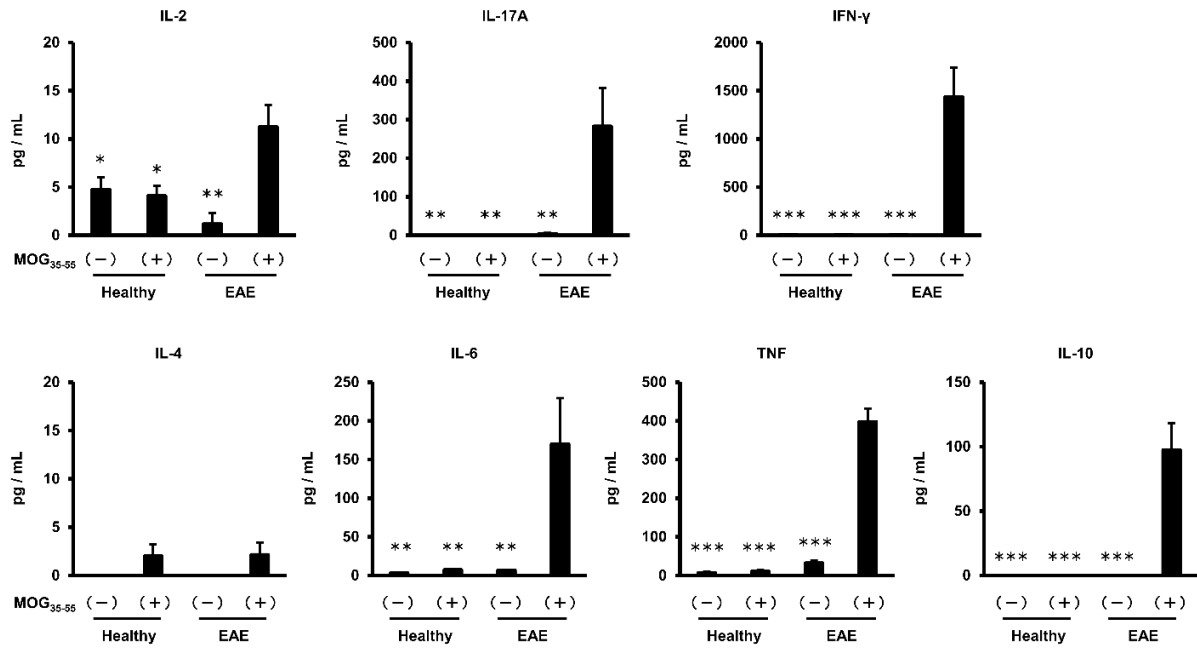 IL-2
pg / mL
20
15
10
5
0
* * **
MOG35-55 (−) (+) (−) (+)
Healthy EAE
IL-17A
pg / mL
500
400
300
200
100
0
** ** **
(−) (+) (−) (+)
Healthy EAE
IFN-γ
pg / mL
2000
1500
1000
500
0
*** *** ***
(−) (+) (−) (+)
Healthy EAE
IL-4
pg / mL
20
15
10
5
0
MOG35-55 (−) (+) (−) (+)
Healthy EAE
IL-6
pg / mL
250
200
150
100
50
0
** ** **
(−) (+) (−) (+)
Healthy EAE
TNF
pg / mL
500
400
300
200
100
0
*** *** ***
(−) (+) (−) (+)
Healthy EAE
IL-10
pg / mL
150
100
50
0
*** *** ***
(−) (+) (−) (+)
Healthy EAE